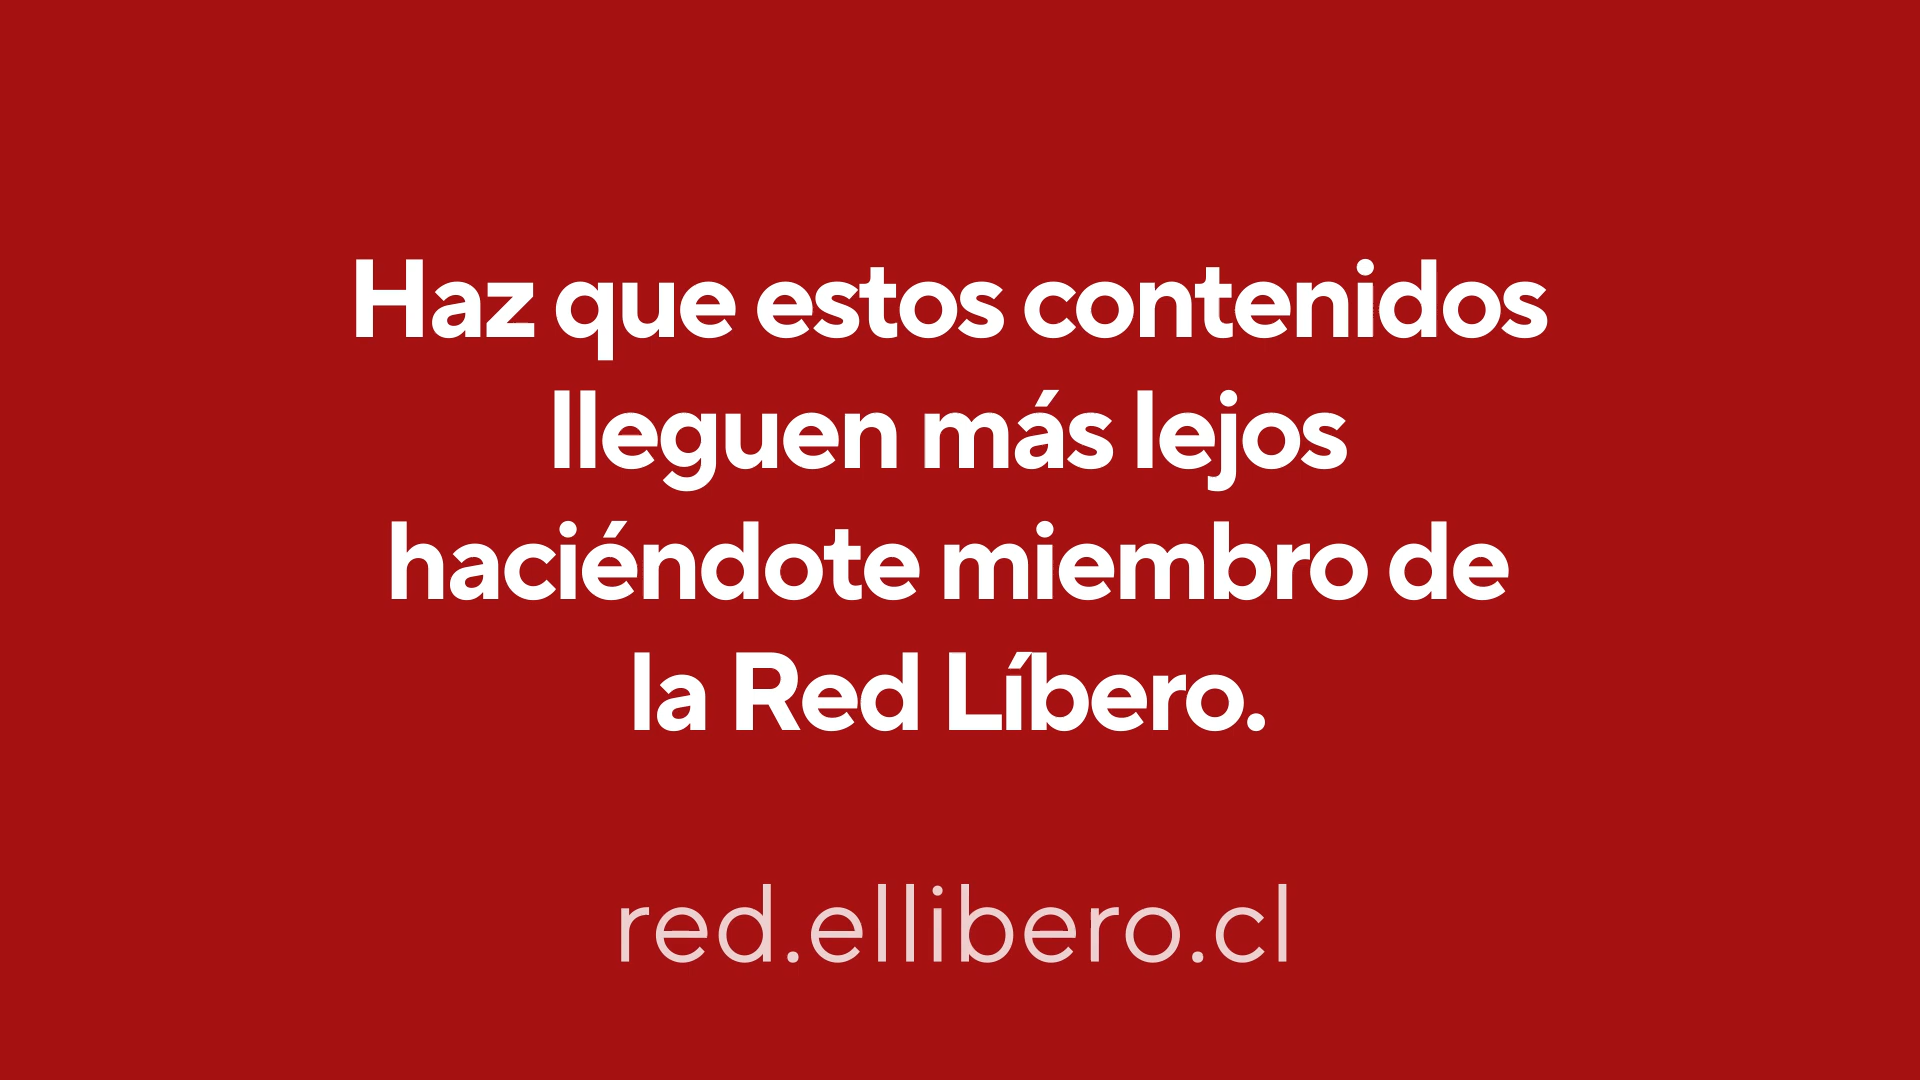 Haz que estos contenidos
lleguen más lejos
haciéndote miembro de
la Red Líbero.
red.ellibero.cl